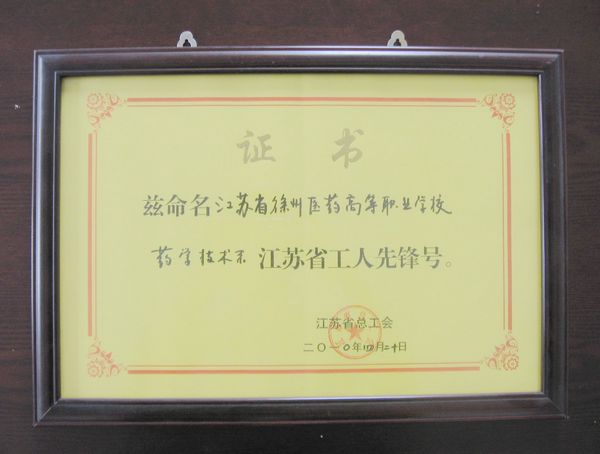 证 书
兹命名江苏省徐州医药高等职业学校
药学技术系 江苏省工人先锋号。
江苏省总工会
二〇一〇年四月二十日